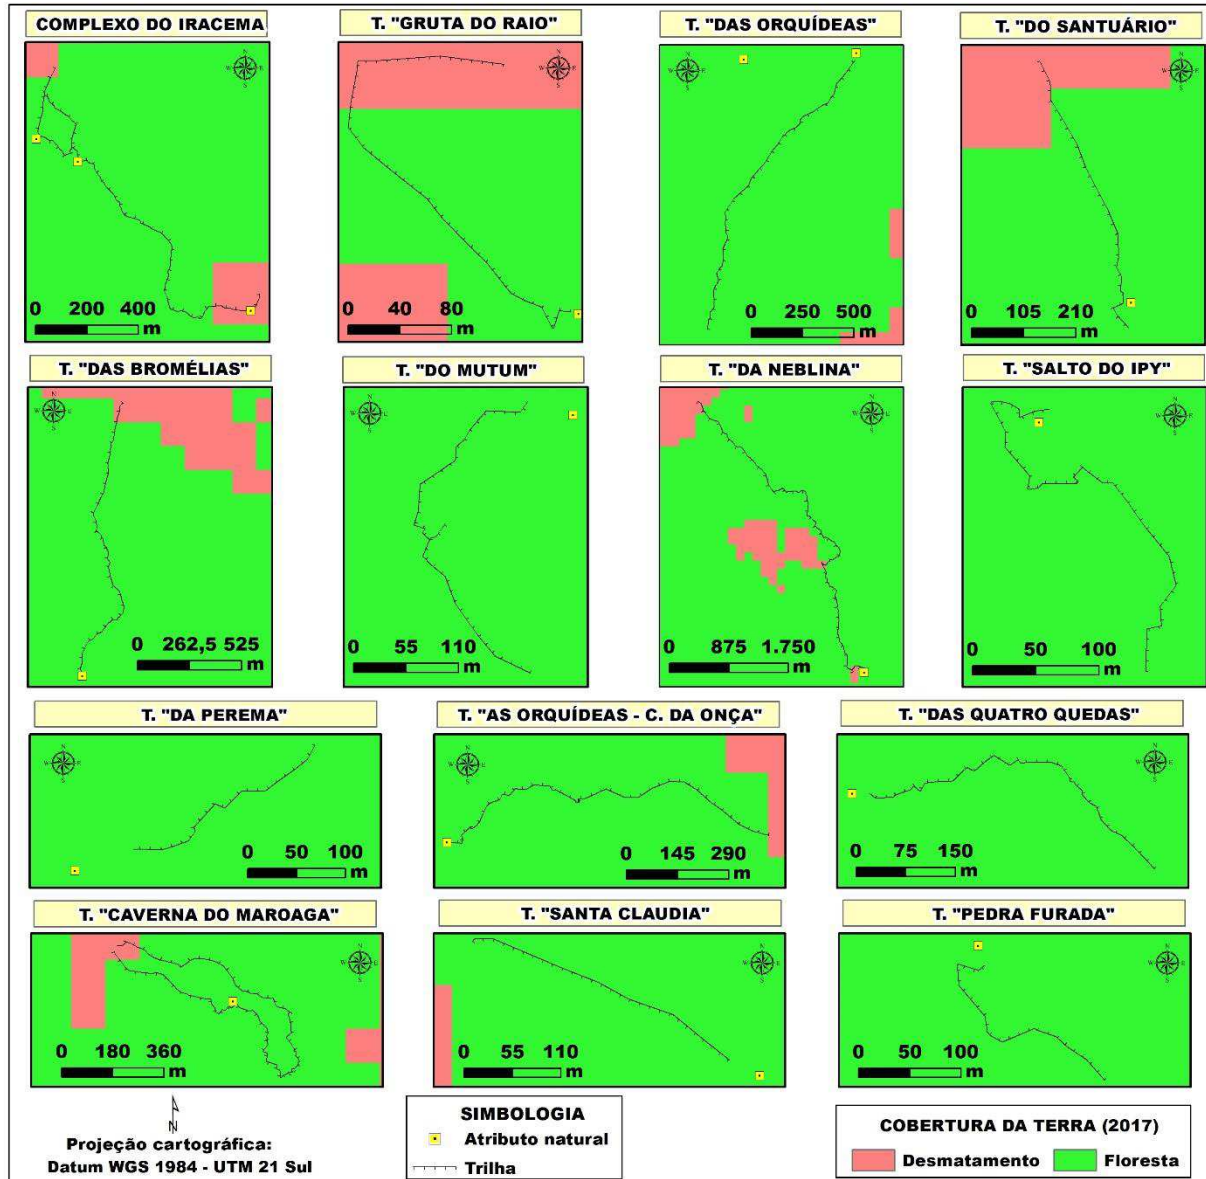 COMPLEXO DO IRACEMA
T. "GRUTA DO RAIO"
T. "DAS ORQUÍDEAS"
T. "DO SANTUÁRIO"
N
W E
S
N
W E
S
N
W E
S
N
W E
S
0 200 400
m
0 40 80
m
0 250 500
m
0 105 210
m
T. "DAS BROMÉLIAS"
T. "DO MUTUM"
T. "DA NEBLINA"
T. "SALTO DO IPY"
N
W E
S
N
W E
S
N
W E
S
N
W E
S
0 262,5 525
m
0 55 110
m
0 875 1.750
m
0 50 100
m
T. "DA PEREMA"
T. "AS ORQUÍDEAS - C. DA ONÇA"
T. "DAS QUATRO QUEDAS"
N
W E
S
N
W E
S
N
W E
S
0 50 100
m
0 145 290
m
0 75 150
m
T. "CAVERNA DO MAROAGA"
T. "SANTA CLAUDIA"
T. "PEDRA FURADA"
N
W E
S
N
W E
S
N
W E
S
0 180 360
m
0 55 110
m
0 50 100
m
N
Projeção cartográfica:
Datum WGS 1984 - UTM 21 Sul
SIMBOLOGIA
Atributo natural
Trilha
COBERTURA DA TERRA (2017)
Desmatamento Floresta